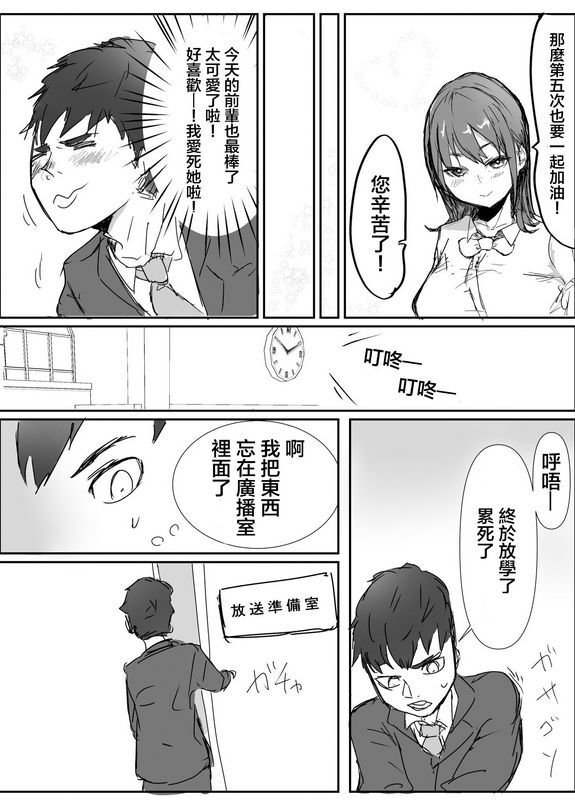 那麼第五次也要一起加油！
您辛苦了！
今天的前輩也最棒了
太可愛了啦！
好喜歡—！我愛死她啦！
叮咚—
叮咚—
呼唔—
終於放學了
累死了
ガサゴソ
啊
我把東西
忘在廣播室
裡面了
放送準備室
ガチャ